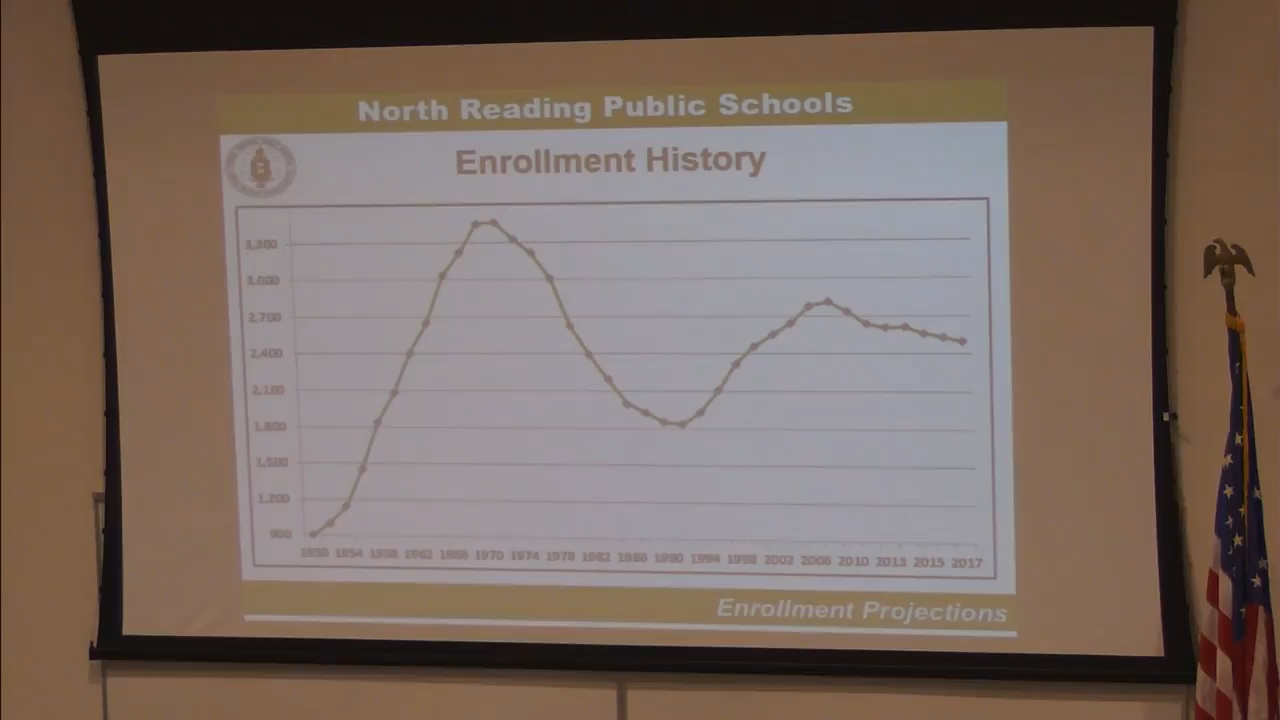 North Reading Public Schools
Enrollment History
3,300
3,000
2,700
2,400
2,100
1,800
1,500
1,200
900
1950 1954 1958 1962 1966 1970 1974 1978 1982 1986 1990 1994 1998 2002 2006 2010 2013 2015 2017
Enrollment Projections